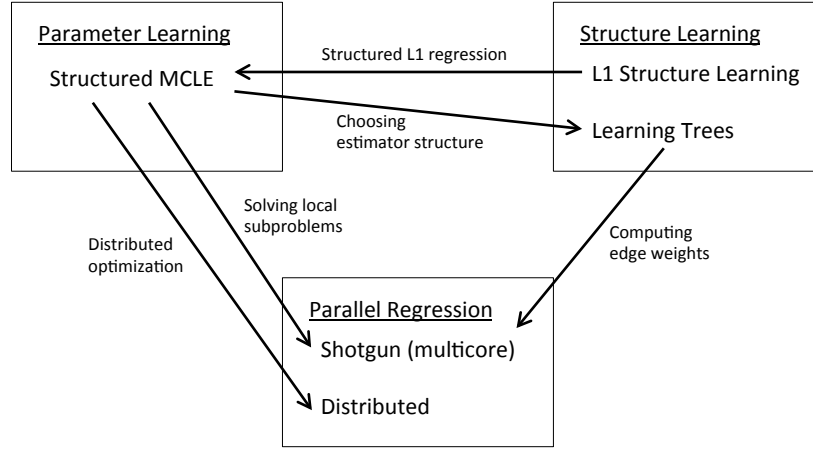 Parameter Learning
Structured MCLE
Structured L1 regression
Structure Learning
L1 Structure Learning
Learning Trees
Choosing
estimator structure
Solving local
subproblems
Distributed
optimization
Computing
edge weights
Parallel Regression
Shotgun (multicore)
Distributed